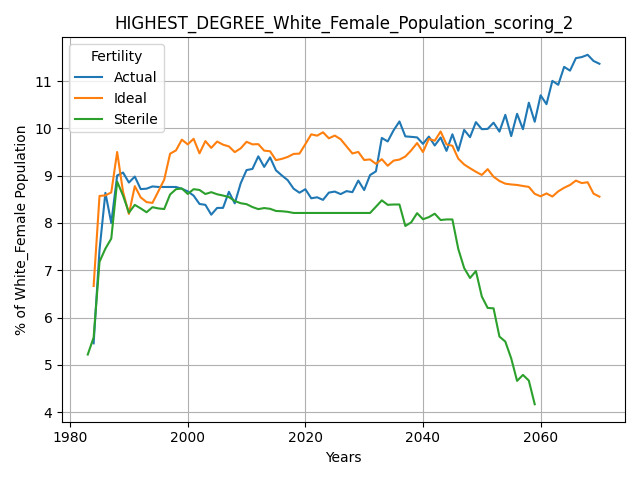 HIGHEST_DEGREE_White_Female_Population_scoring_2
Fertility
Actual
Ideal
Sterile
% of White_Female Population
11
10
9
8
7
6
5
4
1980
2000
2020
2040
2060
Years